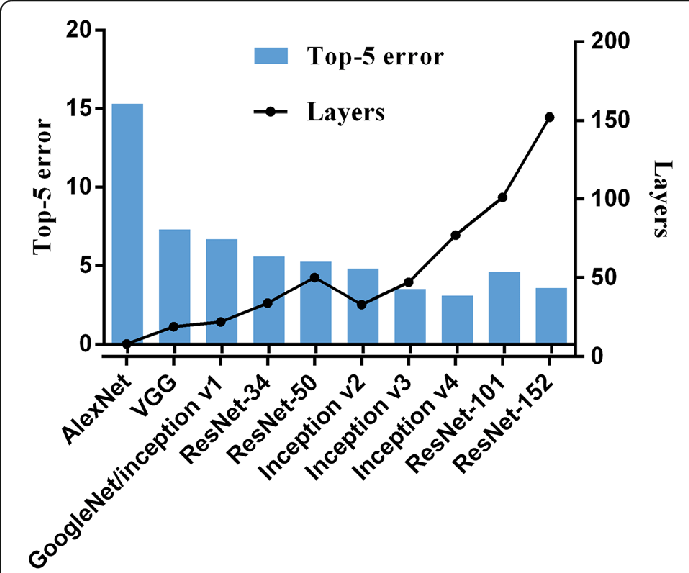 20
15
10
5
0
Top-5 error
Top-5 error
Layers
200
150
100
50
0
Layers
AlexNet
VGG
GoogleNet/inception v1
ResNet-34
ResNet-50
Inception v2
Inception v3
Inception v4
ResNet-101
ResNet-152